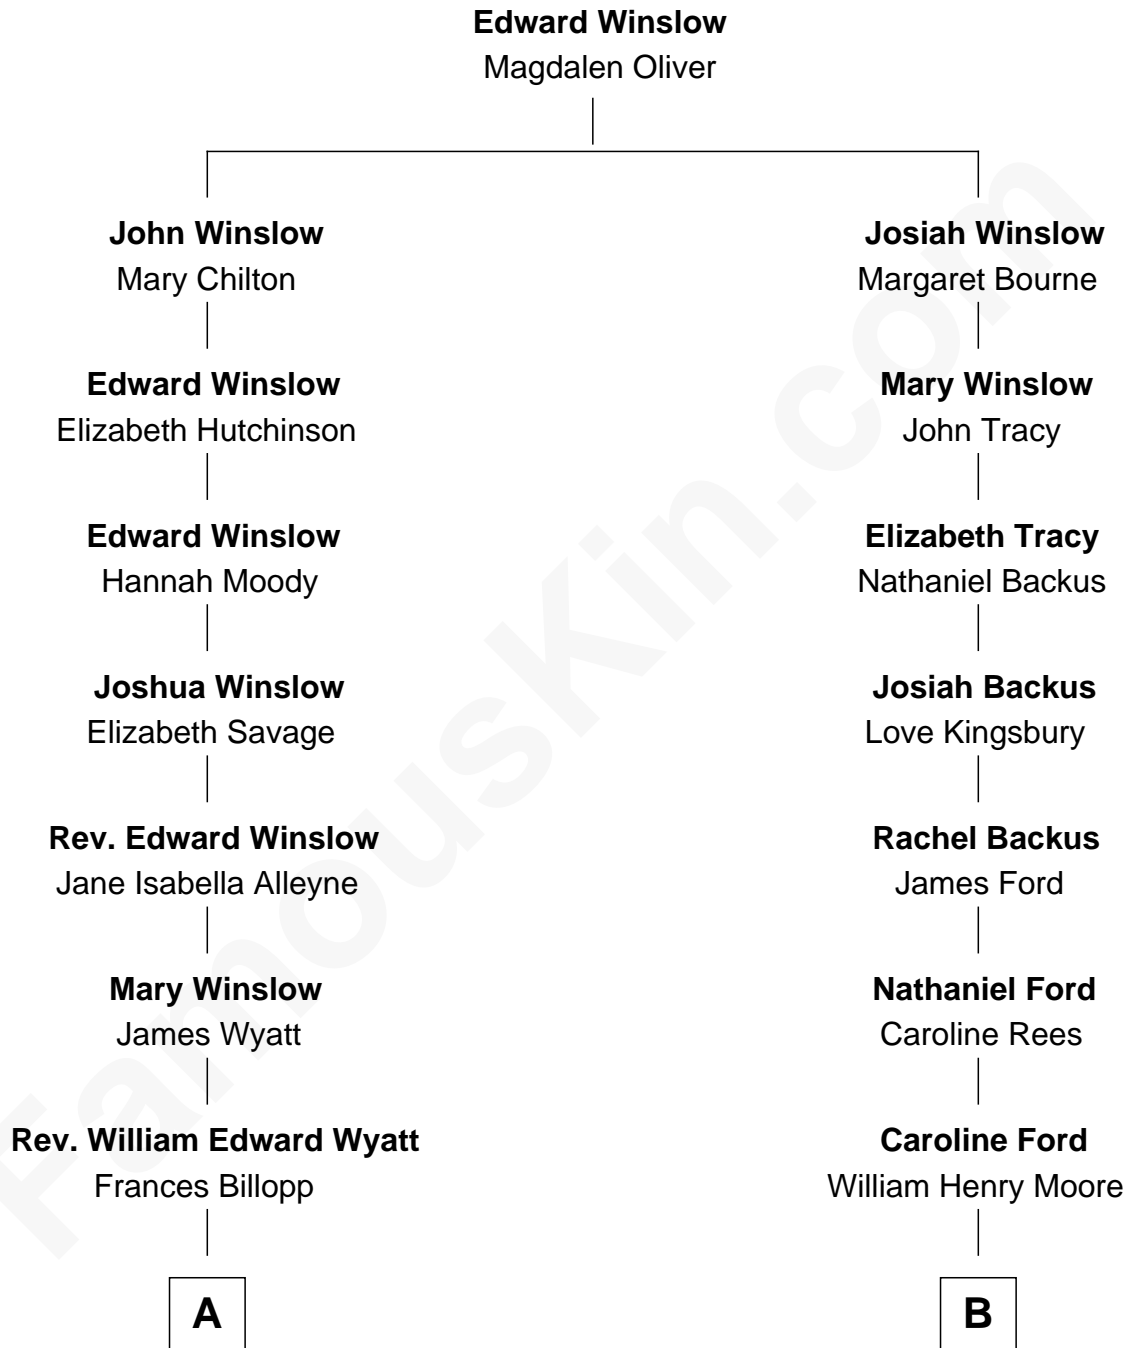 Edward Winslow
Magdalen Oliver
John Winslow
Mary Chilton
Josiah Winslow
Margaret Bourne
Edward Winslow
Elizabeth Hutchinson
Mary Winslow
John Tracy
Edward Winslow
Hannah Moody
Elizabeth Tracy
Nathaniel Backus
Joshua Winslow
Elizabeth Savage
Josiah Backus
Love Kingsbury
Rev. Edward Winslow
Jane Isabella Alleyne
Rachel Backus
James Ford
Mary Winslow
James Wyatt
Nathaniel Ford
Caroline Rees
Rev. William Edward Wyatt
Frances Billopp
Caroline Ford
William Henry Moore
A
B
FamousKin.com